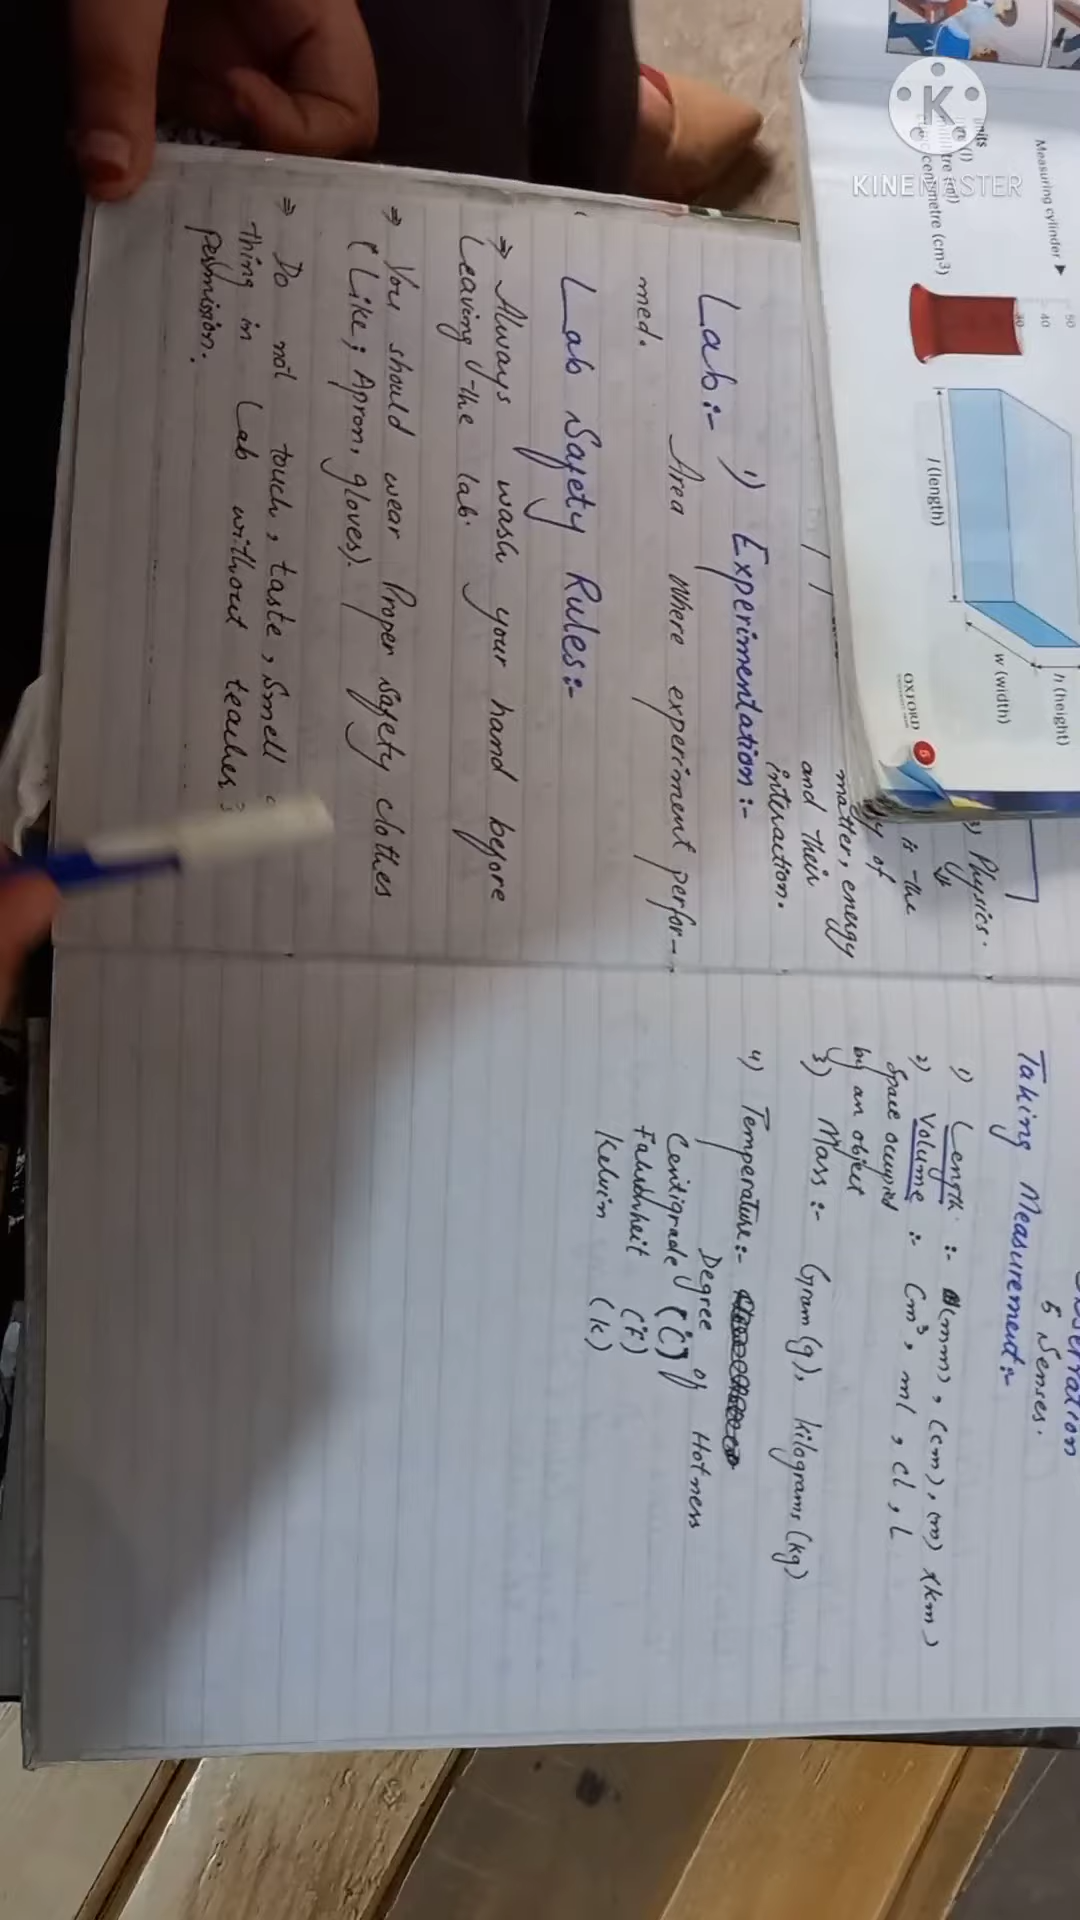 Measuring cylinder ▶
50
40
30
centimetre (cm3)
KINEMASTER
l (length)
w (width)
h (height)
OXFORD
3) Physics.
is the
of
matter, energy
and their
interaction.
1) Experimentation:-
Lab:-
Area Where experiment perfor-
med.
Lab Safety Rules:-
⇒ Always wash your hand before
Leaving the lab.
⇒ You should wear Proper Safety clothes
(Like; Apron, gloves).
⇒ Do not touch, taste, Smell
thing in Lab without teacher's
permission.
5 Senses.
Taking Measurement:-
1) Length :- (mm), (cm), (m) (km)
2) Volume :- Cm³, ml, cl, L
Space occupied
by an object
3) Mass:- Gram (g), kilograms (kg)
4) Temperature:-
Degree of Hotness
Centigrade (°C)
Fahrenheit (°F)
Kelvin (K)